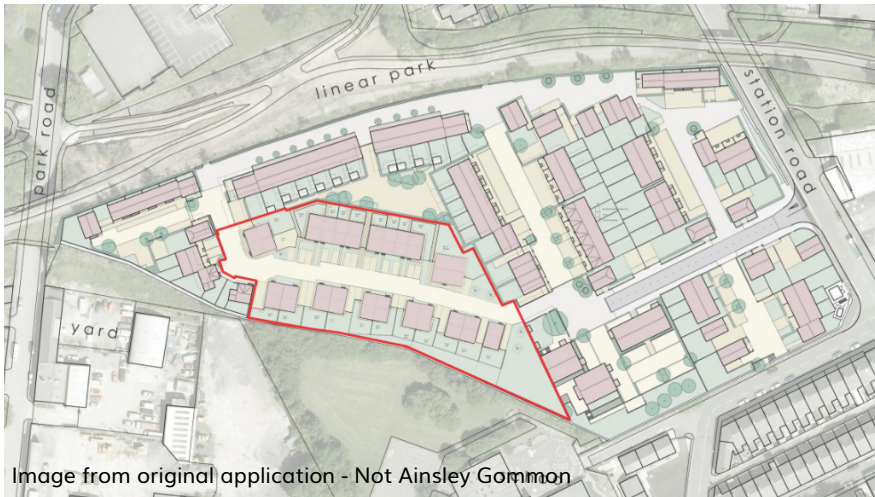 linear park
station road
park road
yard
Image from original application - Not Ainsley Gommon